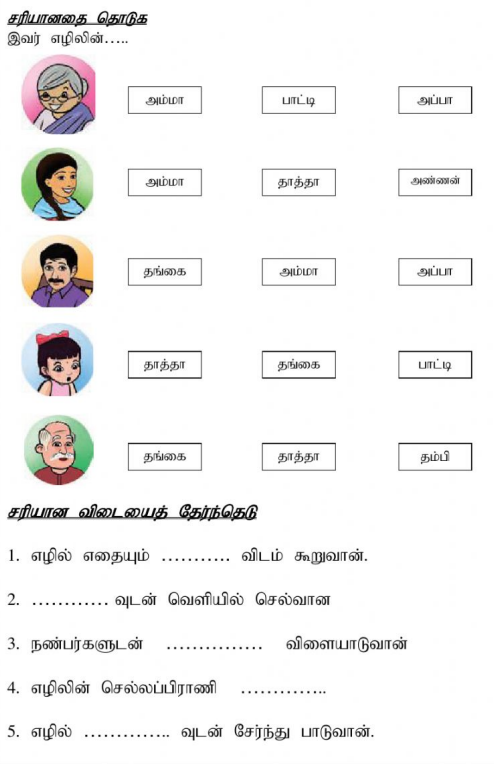 சரியானதை தொடுக
இவர் எழிலின்.....
அம்மா பாட்டி அப்பா
அம்மா தாத்தா அண்ணன்
தங்கை அம்மா அப்பா
தாத்தா தங்கை பாட்டி
தங்கை தாத்தா தம்பி
சரியான விடையைத் தேர்ந்தெடு
1. எழில் எதையும் ........... விடம் கூறுவான்.
2. ............ வுடன் வெளியில் செல்வான
3. நண்பர்களுடன் ............... விளையாடுவான்
4. எழிலின் செல்லப்பிராணி ..............
5. எழில் .............. வுடன் சேர்ந்து பாடுவான்.